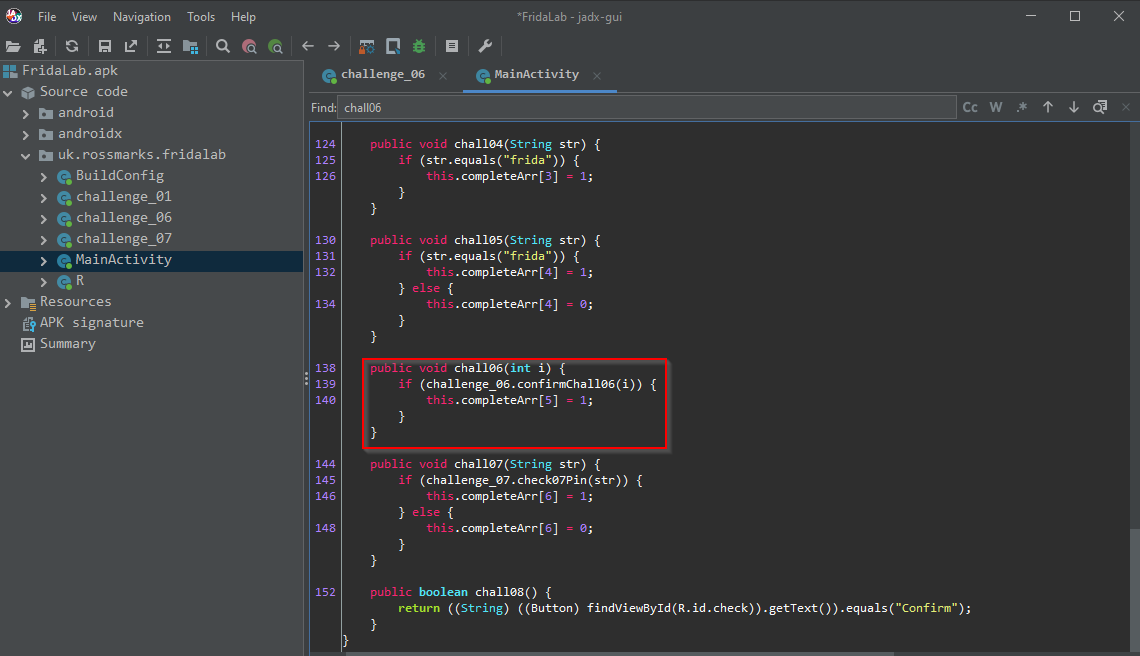 JADX File View Navigation Tools Help *FridaLab - jadx-gui
FridaLab.apk
Source code
android
androidx
uk.rossmarks.fridalab
BuildConfig
challenge_01
challenge_06
challenge_07
MainActivity
R
Resources
APK signature
Summary
challenge_06 MainActivity
Find: chall06 Cc W .*
124 public void chall04(String str) {
125 if (str.equals("frida")) {
126 this.completeArr[3] = 1;
}
}
130 public void chall05(String str) {
131 if (str.equals("frida")) {
132 this.completeArr[4] = 1;
} else {
134 this.completeArr[4] = 0;
}
}
138 public void chall06(int i) {
139 if (challenge_06.confirmChall06(i)) {
140 this.completeArr[5] = 1;
}
}
144 public void chall07(String str) {
145 if (challenge_07.check07Pin(str)) {
146 this.completeArr[6] = 1;
} else {
148 this.completeArr[6] = 0;
}
}
152 public boolean chall08() {
return ((String) ((Button) findViewById(R.id.check)).getText()).equals("Confirm");
}
}